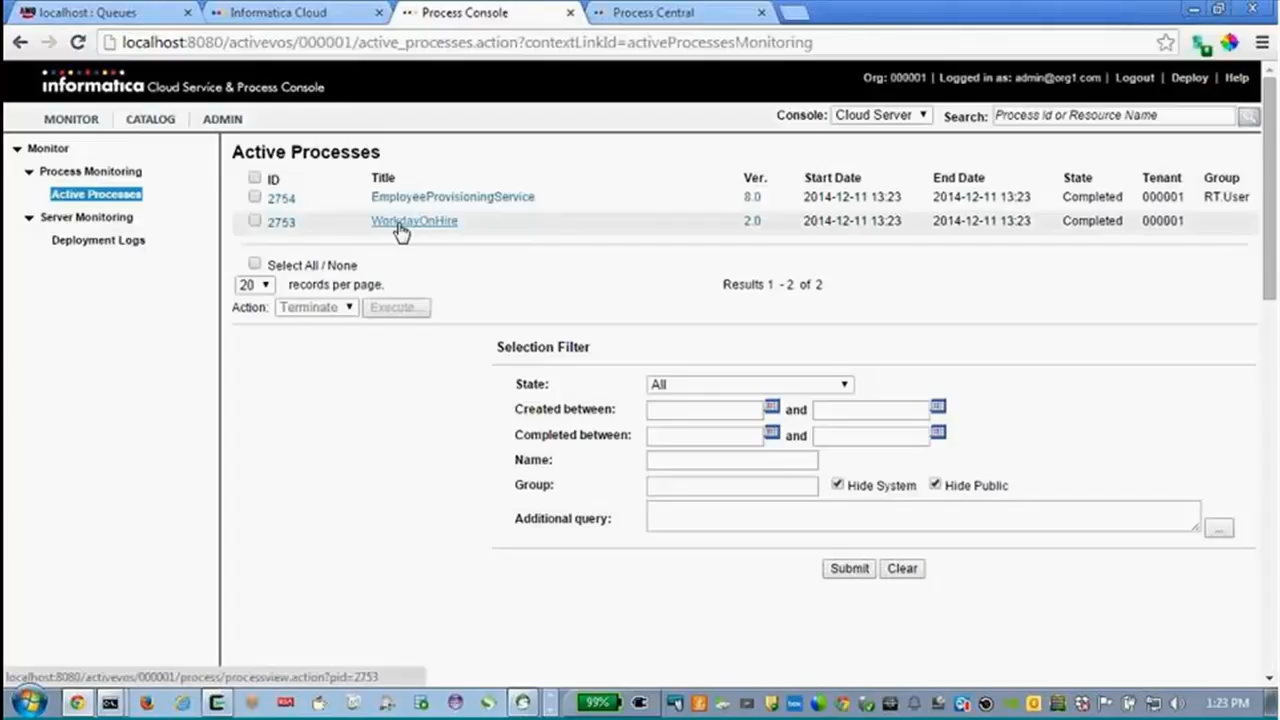 AMQ localhost : Queues × Informatica Cloud × Process Console × Process Central ×
localhost:8080/activevos/000001/active_processes.action?contextLinkId=activeProcessesMonitoring
informatica Cloud Service & Process Console
Org: 000001 | Logged in as: admin@org1 com | Logout | Deploy | Help
MONITOR CATALOG ADMIN
Console: Cloud Server Search: Process Id or Resource Name
Monitor
Process Monitoring
Active Processes
Server Monitoring
Deployment Logs
Active Processes
ID Title Ver. Start Date End Date State Tenant Group
2754 EmployeeProvisioningService 8.0 2014-12-11 13:23 2014-12-11 13:23 Completed 000001 RT.User
2753 WorkdayOnHire 2.0 2014-12-11 13:23 2014-12-11 13:23 Completed 000001
Select All / None
20 records per page. Results 1 - 2 of 2
Action: Terminate Execute...
Selection Filter
State: All
Created between: and
Completed between: and
Name:
Group: Hide System Hide Public
Additional query: ...
Submit Clear
localhost:8080/activevos/000001/process/processview.action?pid=2753
99% 1:23 PM